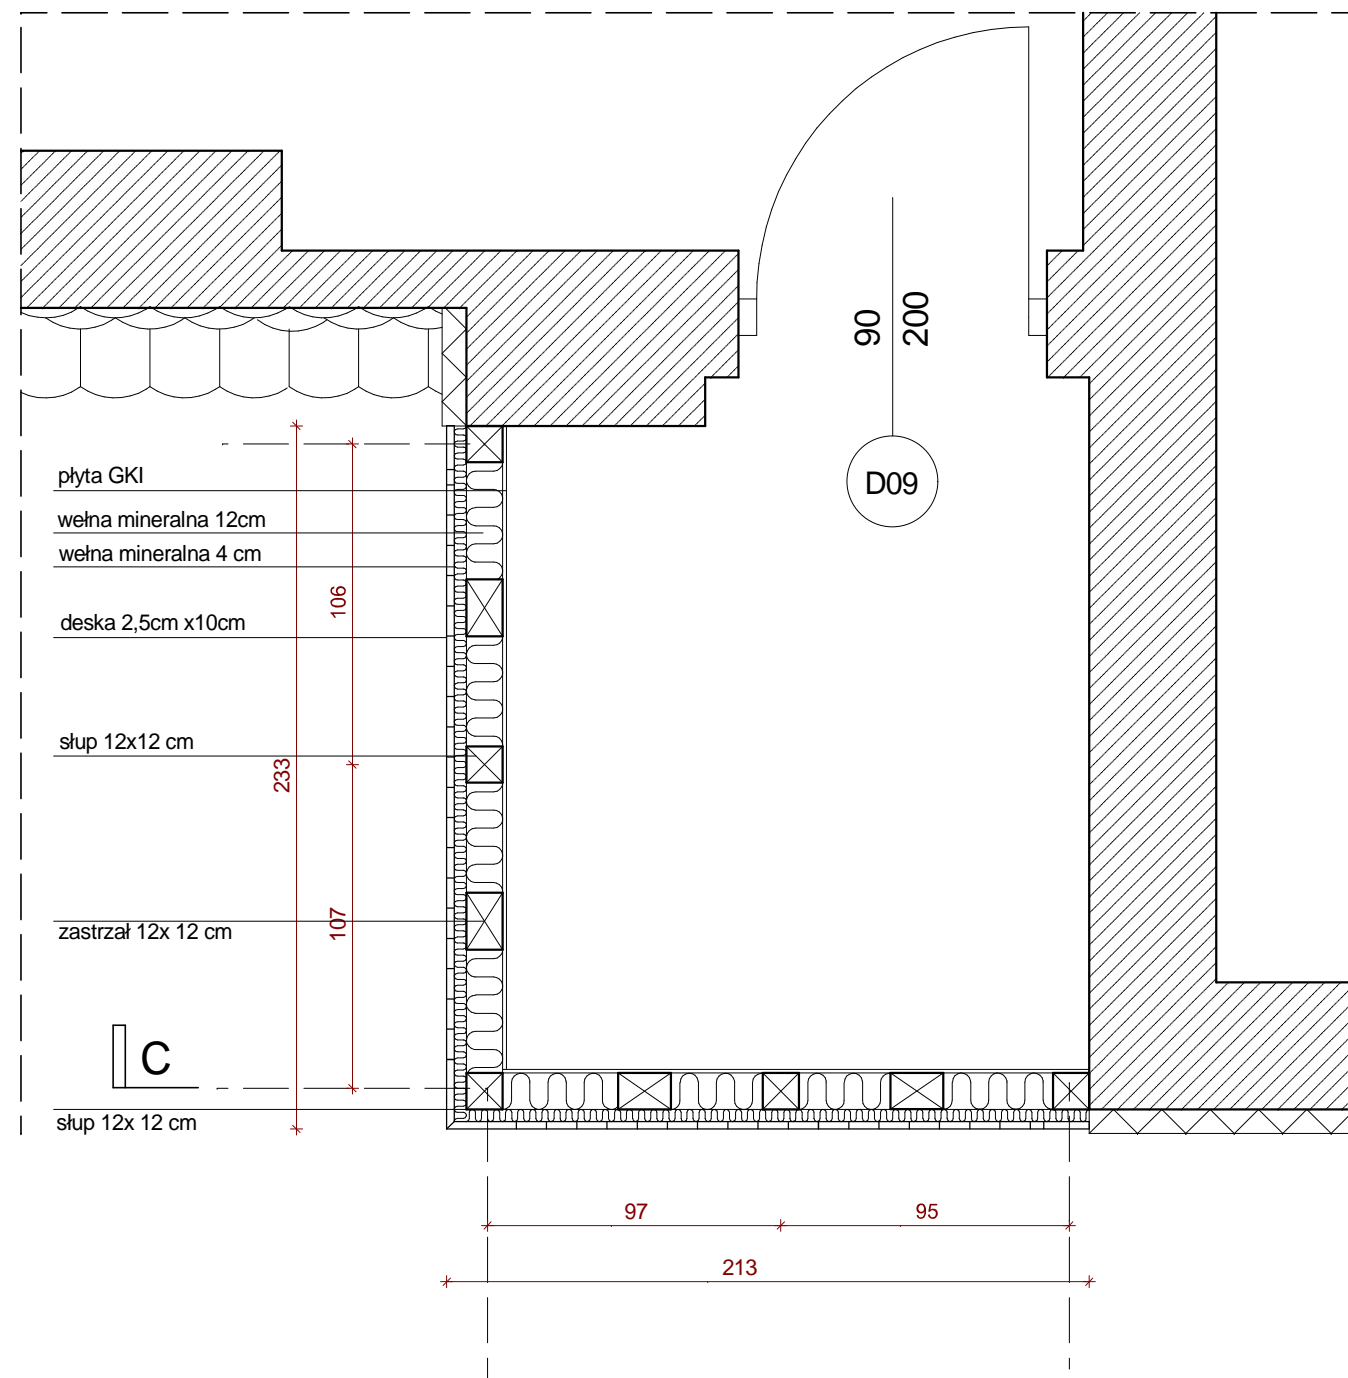 90
200
D09
płyta GKI
wełna mineralna 12cm
wełna mineralna 4 cm
106
deska 2,5cm x10cm
słup 12x12 cm
233
107
zastrzał 12x 12 cm
C
słup 12x 12 cm
97
95
213